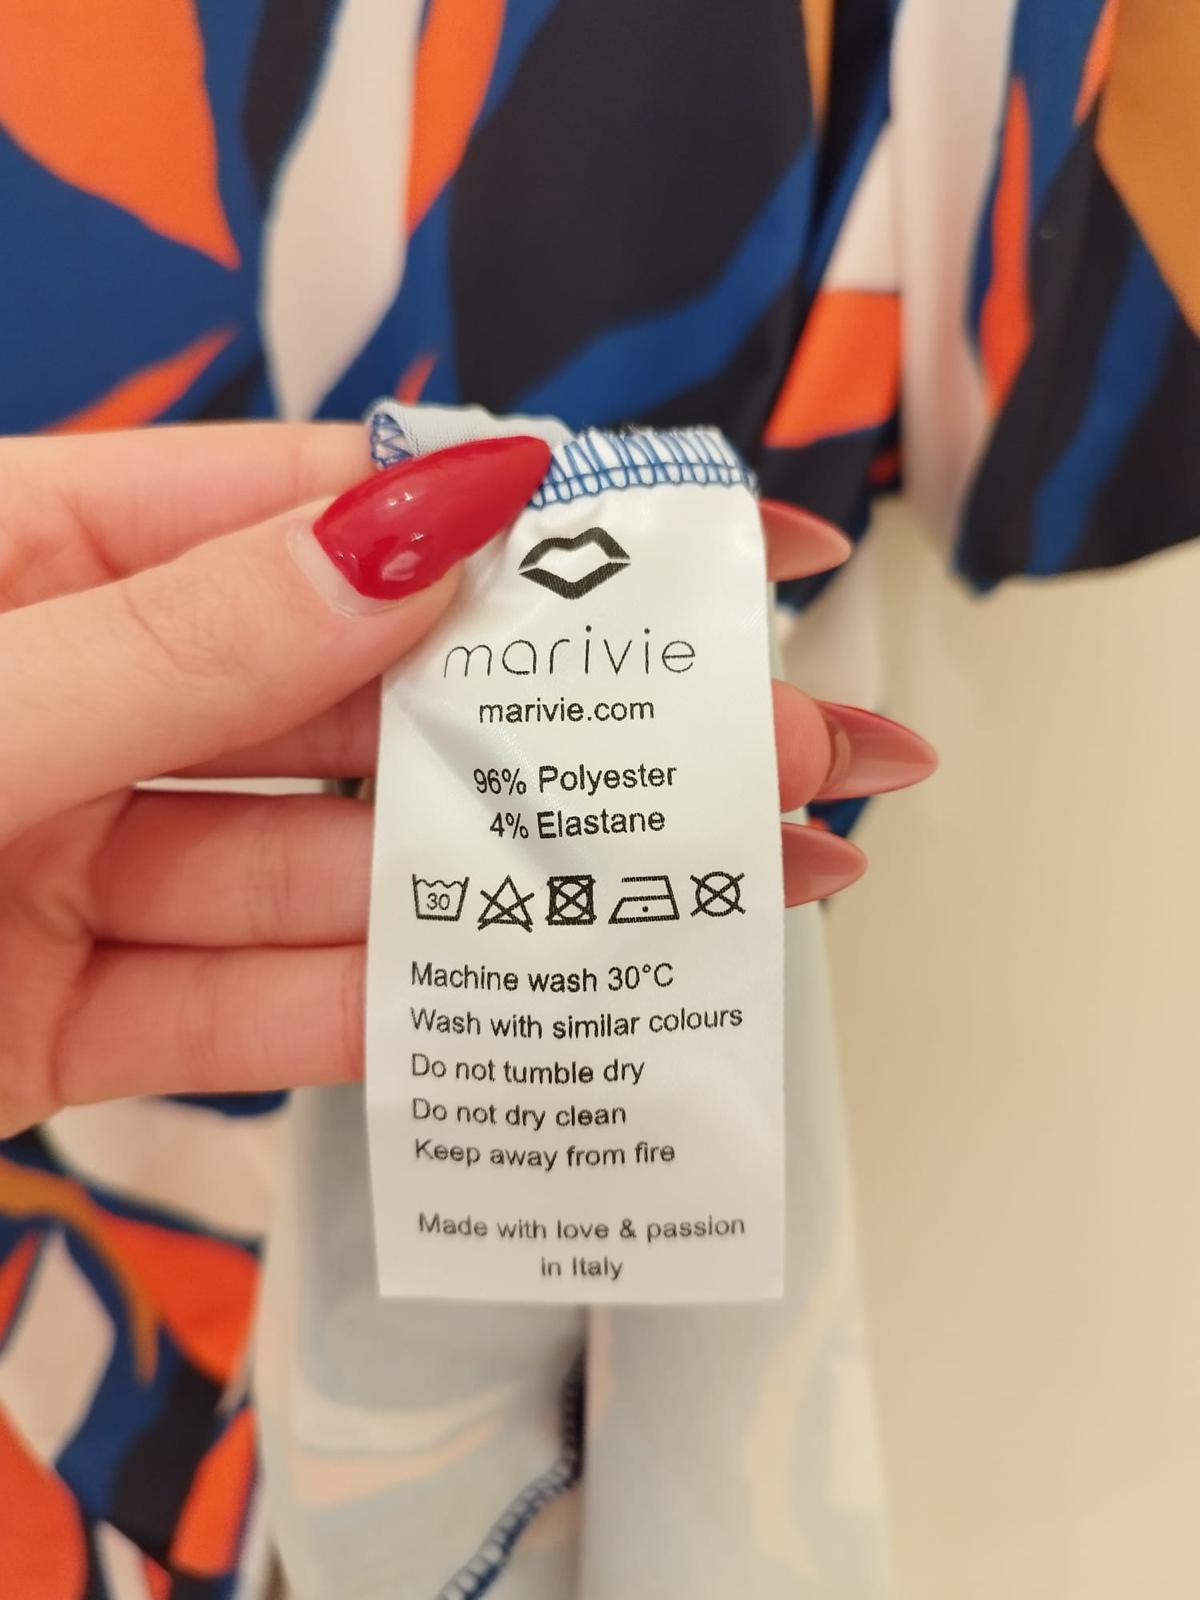 marivie
marivie.com
96% Polyester
4% Elastane
30
Machine wash 30°C
Wash with similar colours
Do not tumble dry
Do not dry clean
Keep away from fire
Made with love & passion
in Italy